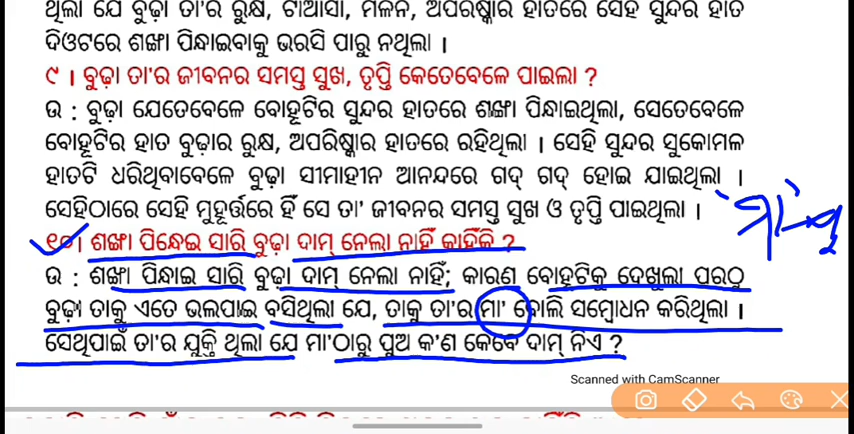 ଥିଲା ଯେ ବୁଢ଼ା ତା'ର ରୁକ୍ଷ, ଟାଆଁସା, ମଳିନ, ଅପରିଷ୍କାର ହାତରେ ସେହି ସୁନ୍ଦର ହାତ
ଦିଓଟରେ ଶଙ୍ଖା ପିନ୍ଧାଇବାକୁ ଭରସି ପାରୁ ନଥିଲା ।
୯ । ବୁଢ଼ା ତା'ର ଜୀବନର ସମସ୍ତ ସୁଖ, ତୃପ୍ତି କେତେବେଳେ ପାଇଲା ?
ଉ : ବୁଢ଼ା ଯେତେବେଳେ ବୋହୂଟିର ସୁନ୍ଦର ହାତରେ ଶଙ୍ଖା ପିନ୍ଧାଇଥିଲା, ସେତେବେଳେ
ବୋହୂଟିର ହାତ ବୁଢ଼ାର ରୁକ୍ଷ, ଅପରିଷ୍କାର ହାତରେ ରହିଥିଲା । ସେହି ସୁନ୍ଦର ସୁକୋମଳ
ହାତଟି ଧରିଥିବାବେଳେ ବୁଢ଼ା ସୀମାହୀନ ଆନନ୍ଦରେ ଗଦ୍ ଗଦ୍ ହୋଇ ଯାଇଥିଲା ।
ସେହିଠାରେ ସେହି ମୁହୂର୍ତ୍ତରେ ହିଁ ସେ ତା' ଜୀବନର ସମସ୍ତ ସୁଖ ଓ ତୃପ୍ତି ପାଇଥିଲା ।
୧୦। ଶଙ୍ଖା ପିନ୍ଧେଇ ସାରି ବୁଢ଼ା ଦାମ୍ ନେଲା ନାହିଁ କାହିଁକି ?
ଉ : ଶଙ୍ଖା ପିନ୍ଧାଇ ସାରି ବୁଢ଼ା ଦାମ୍ ନେଲା ନାହିଁ; କାରଣ ବୋହୂଟିକୁ ଦେଖିଲା ପରଠୁ
ବୁଢ଼ା ତାକୁ ଏତେ ଭଲପାଇ ବସିଥିଲା ଯେ, ତାକୁ ତା'ର ମା' ବୋଲି ସମ୍ବୋଧନ କରିଥିଲା ।
ସେଥିପାଇଁ ତା'ର ଯୁକ୍ତି ଥିଲା ଯେ ମା'ଠାରୁ ପୁଅ କ'ଣ କେବେ ଦାମ୍ ନିଏ ?
Scanned with CamScanner